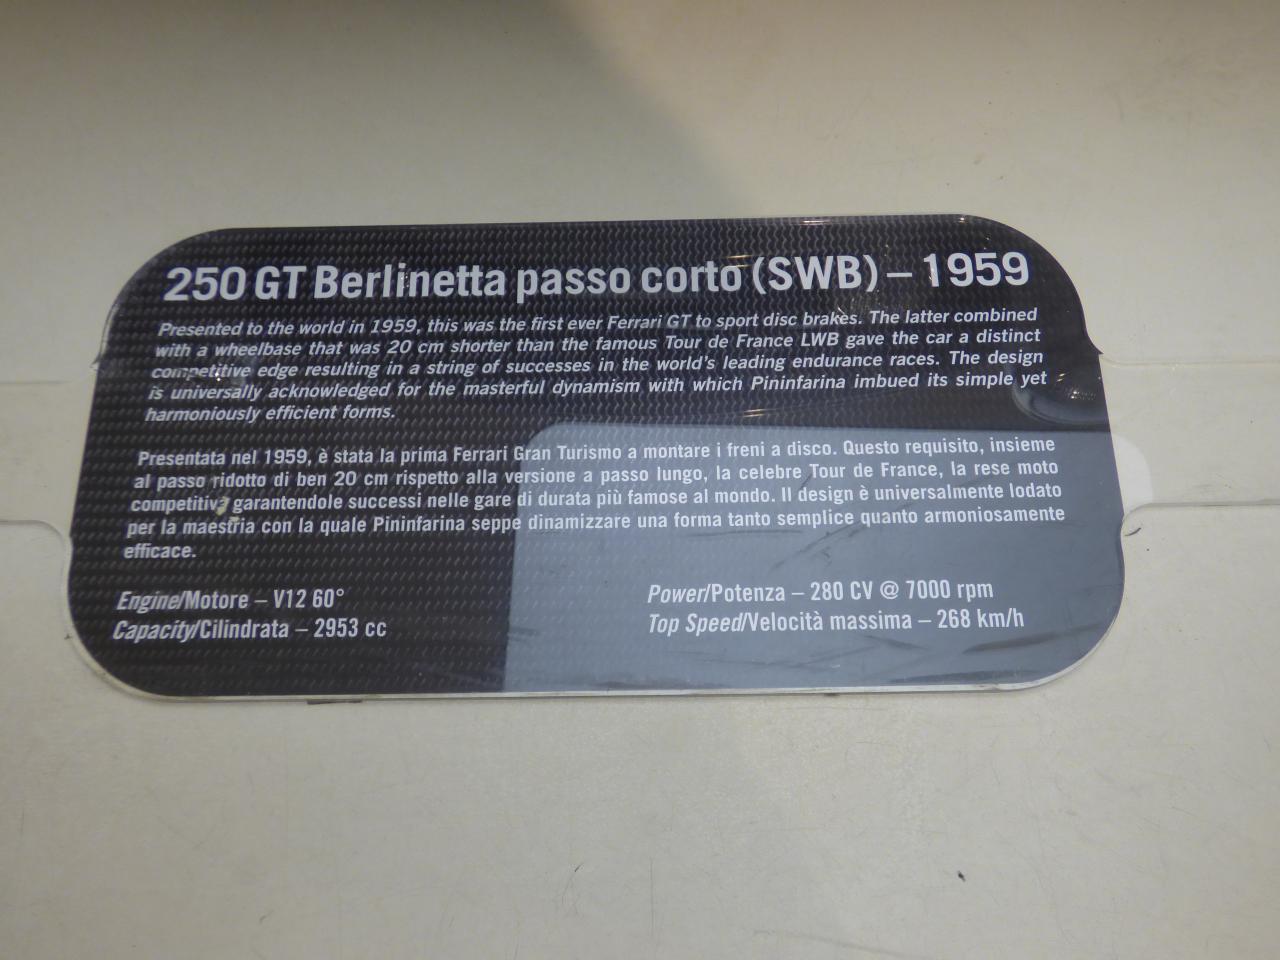 250 GT Berlinetta passo corto (SWB) – 1959
Presented to the world in 1959, this was the first ever Ferrari GT to sport disc brakes. The latter combined
with a wheelbase that was 20 cm shorter than the famous Tour de France LWB gave the car a distinct
competitive edge resulting in a string of successes in the world's leading endurance races. The design
is universally acknowledged for the masterful dynamism with which Pininfarina imbued its simple yet
harmoniously efficient forms.
Presentata nel 1959, è stata la prima Ferrari Gran Turismo a montare i freni a disco. Questo requisito, insieme
al passo ridotto di ben 20 cm rispetto alla versione a passo lungo, la celebre Tour de France, la rese moto
competitiva garantendole successi nelle gare di durata più famose al mondo. Il design è universalmente lodato
per la maestria con la quale Pininfarina seppe dinamizzare una forma tanto semplice quanto armoniosamente
efficace.
Engine/Motore – V12 60°
Capacity/Cilindrata – 2953 cc
Power/Potenza – 280 CV @ 7000 rpm
Top Speed/Velocità massima – 268 km/h